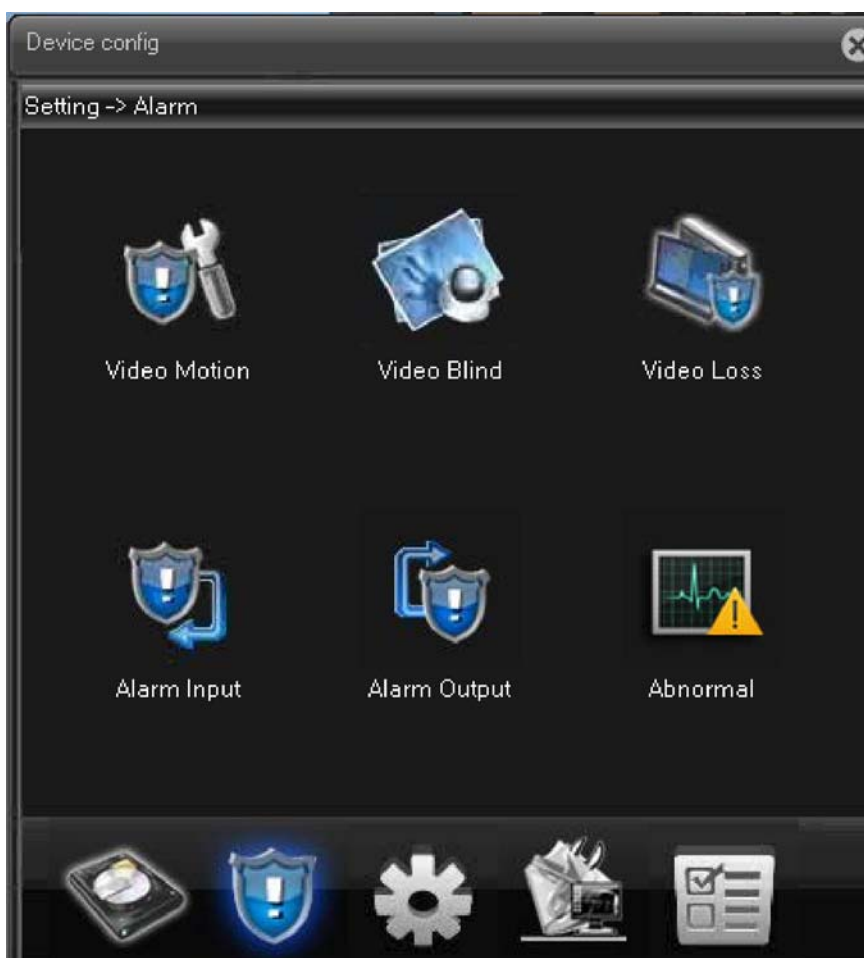 Device config
Setting -> Alarm
Video Motion
Video Blind
Video Loss
Alarm Input
Alarm Output
Abnormal